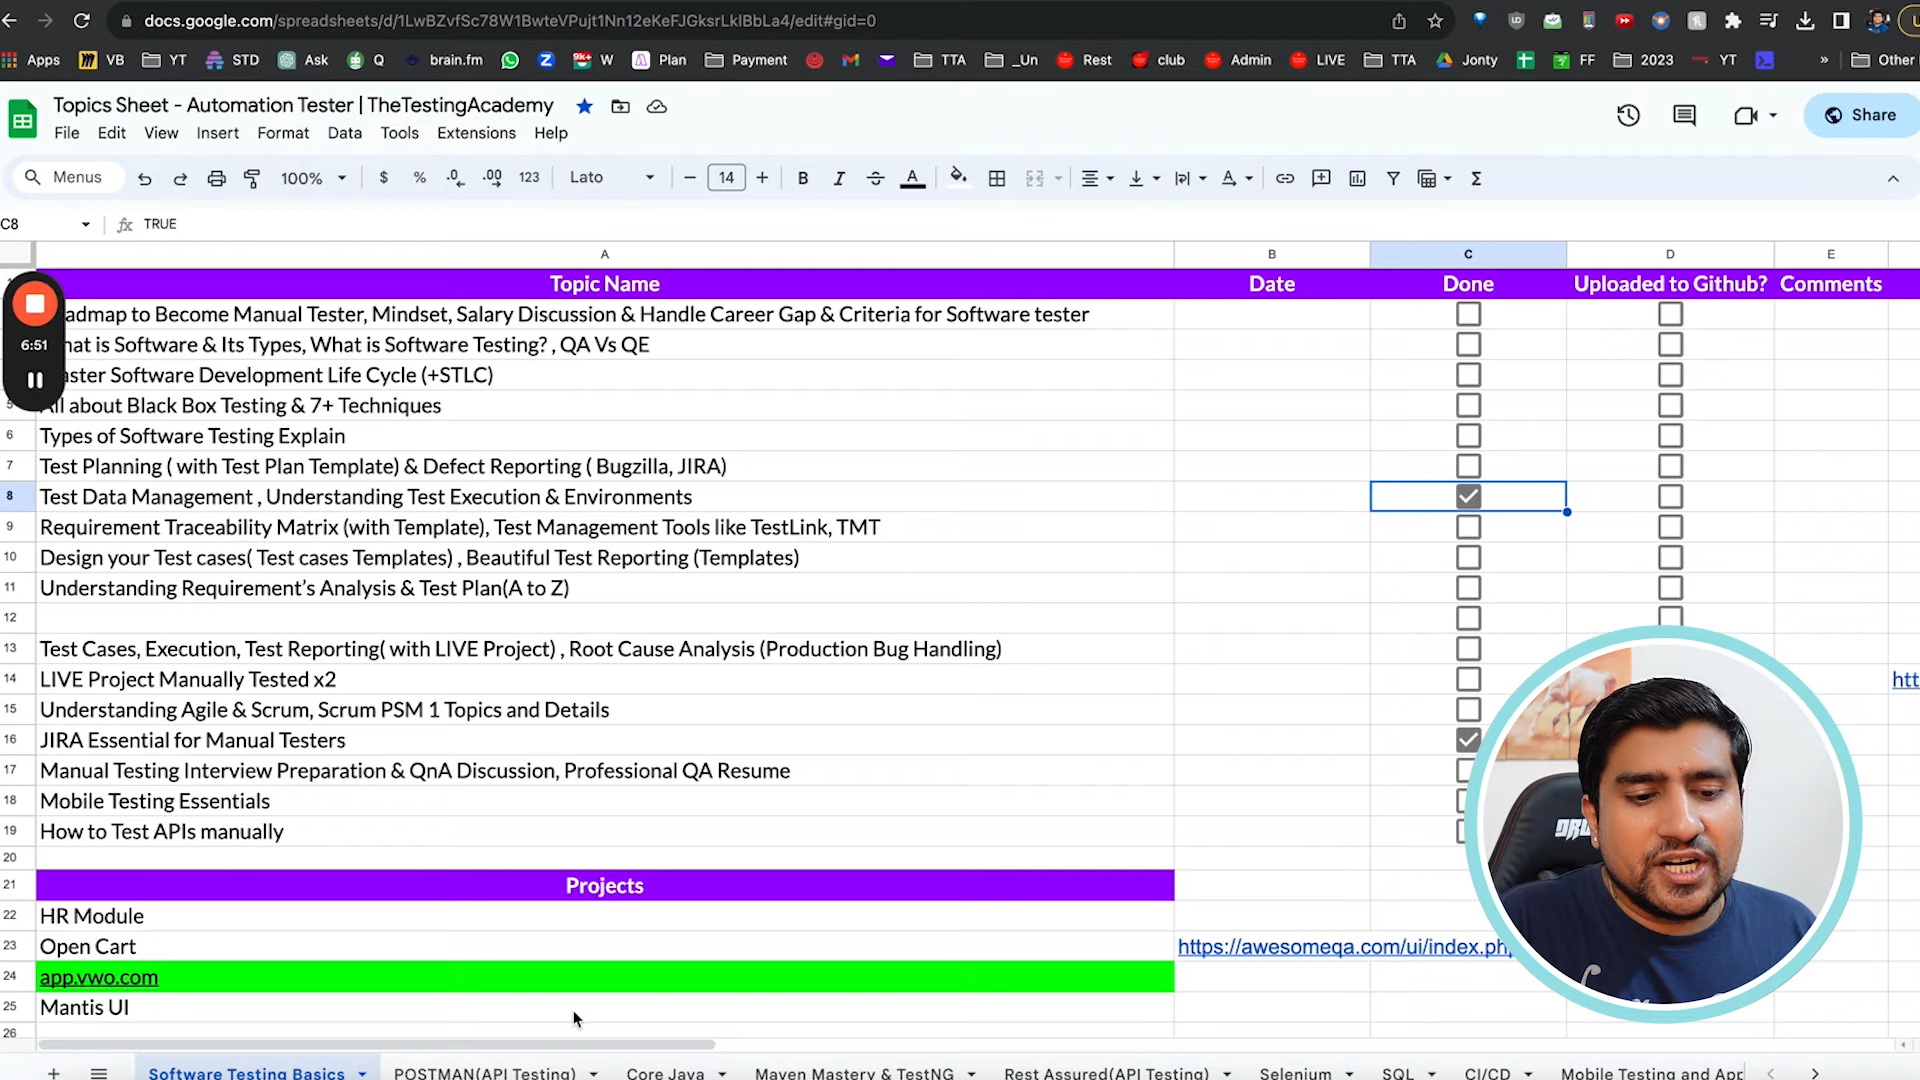 docs.google.com/spreadsheets/d/1LwBZvfSc78W1BwteVPujt1Nn12eKeFJGksrLklBbLa4/edit#gid=0
Apps VB YT STD Ask Q brain.fm W Plan Payment TTA _Un Rest club Admin LIVE TTA Jonty FF 2023 YT » Other
Topics Sheet - Automation Tester | TheTestingAcademy
File Edit View Insert Format Data Tools Extensions Help
Share
Menus 100% $ % .0 .00 123 Lato 14 B I S A
C8 fx TRUE
A B C D E
Topic Name Date Done Uploaded to Github? Comments
admap to Become Manual Tester, Mindset, Salary Discussion & Handle Career Gap & Criteria for Software tester
6:51
hat is Software & Its Types, What is Software Testing? , QA Vs QE
aster Software Development Life Cycle (+STLC)
5 All about Black Box Testing & 7+ Techniques
6 Types of Software Testing Explain
7 Test Planning ( with Test Plan Template) & Defect Reporting ( Bugzilla, JIRA)
8 Test Data Management , Understanding Test Execution & Environments
9 Requirement Traceability Matrix (with Template), Test Management Tools like TestLink, TMT
10 Design your Test cases( Test cases Templates) , Beautiful Test Reporting (Templates)
11 Understanding Requirement’s Analysis & Test Plan(A to Z)
12
13 Test Cases, Execution, Test Reporting( with LIVE Project) , Root Cause Analysis (Production Bug Handling)
14 LIVE Project Manually Tested x2 htt
15 Understanding Agile & Scrum, Scrum PSM 1 Topics and Details
16 JIRA Essential for Manual Testers
17 Manual Testing Interview Preparation & QnA Discussion, Professional QA Resume
18 Mobile Testing Essentials
19 How to Test APIs manually
20
21 Projects
22 HR Module
23 Open Cart https://awesomeqa.com/ui/index.ph
24 app.vwo.com
25 Mantis UI
26
Software Testing Basics POSTMAN(API Testing) Core Java Maven Mastery & TestNG Rest Assured(API Testing) Selenium SQL CI/CD Mobile Testing and App